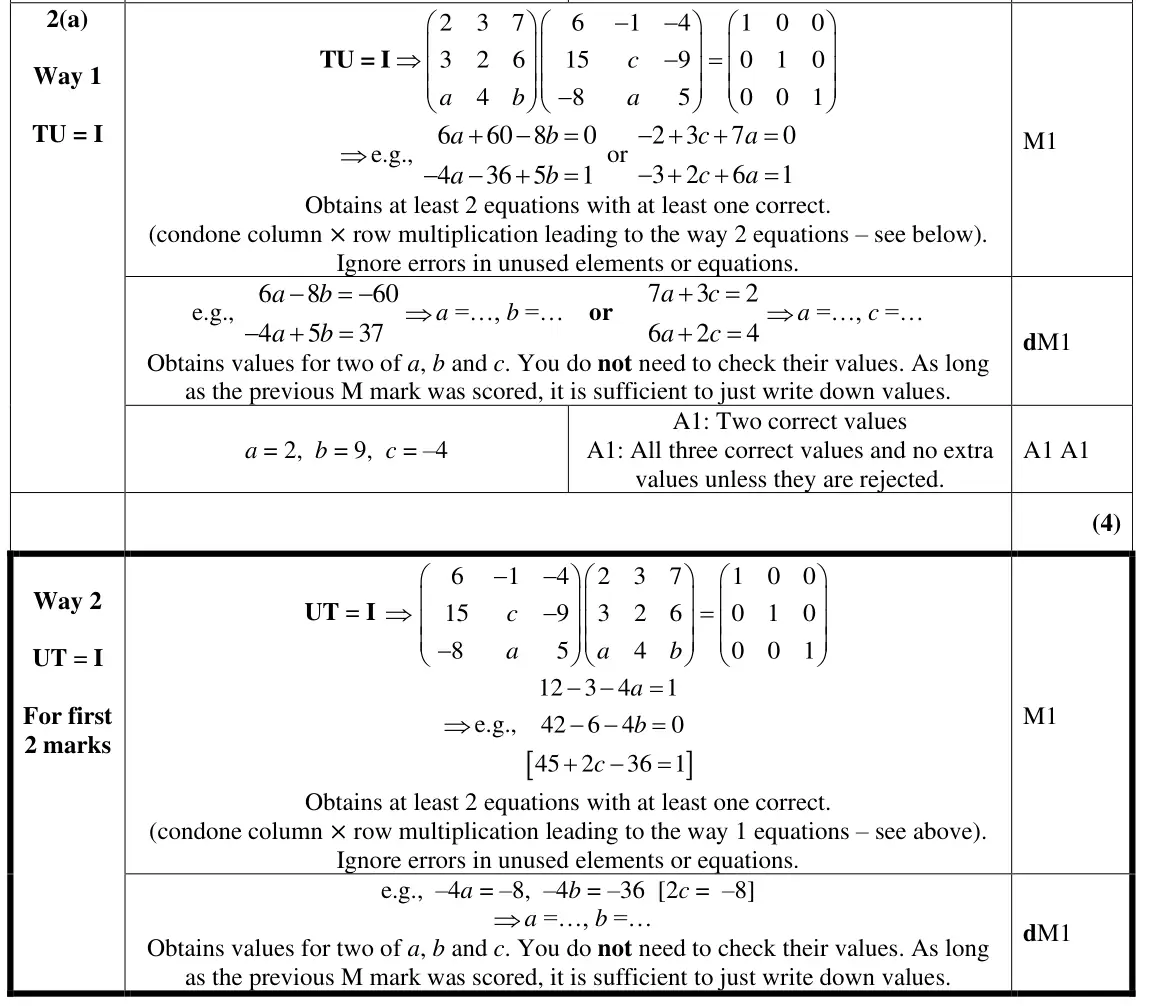 2(a)
Way 1
TU = I
TU = I ⇒ (2 3 7; 3 2 6; a 4 b)(6 −1 −4; 15 c −9; −8 a 5) = (1 0 0; 0 1 0; 0 0 1)
⇒ e.g., 6a + 60 − 8b = 0 or −2 + 3c + 7a = 0
−4a − 36 + 5b = 1 −3 + 2c + 6a = 1
Obtains at least 2 equations with at least one correct.
(condone column × row multiplication leading to the way 2 equations – see below).
Ignore errors in unused elements or equations.
M1
e.g., 6a − 8b = −60 ⇒ a =…, b =… or 7a + 3c = 2 ⇒ a =…, c =…
−4a + 5b = 37 6a + 2c = 4
Obtains values for two of a, b and c. You do not need to check their values. As long
as the previous M mark was scored, it is sufficient to just write down values.
dM1
a = 2, b = 9, c = –4
A1: Two correct values
A1: All three correct values and no extra
values unless they are rejected.
A1 A1
(4)
Way 2
UT = I
For first
2 marks
UT = I ⇒ (6 −1 −4; 15 c −9; −8 a 5)(2 3 7; 3 2 6; a 4 b) = (1 0 0; 0 1 0; 0 0 1)
12 − 3 − 4a = 1
⇒ e.g., 42 − 6 − 4b = 0
[45 + 2c − 36 = 1]
Obtains at least 2 equations with at least one correct.
(condone column × row multiplication leading to the way 1 equations – see above).
Ignore errors in unused elements or equations.
M1
e.g., –4a = –8, –4b = –36 [2c = –8]
⇒ a =…, b =…
Obtains values for two of a, b and c. You do not need to check their values. As long
as the previous M mark was scored, it is sufficient to just write down values.
dM1